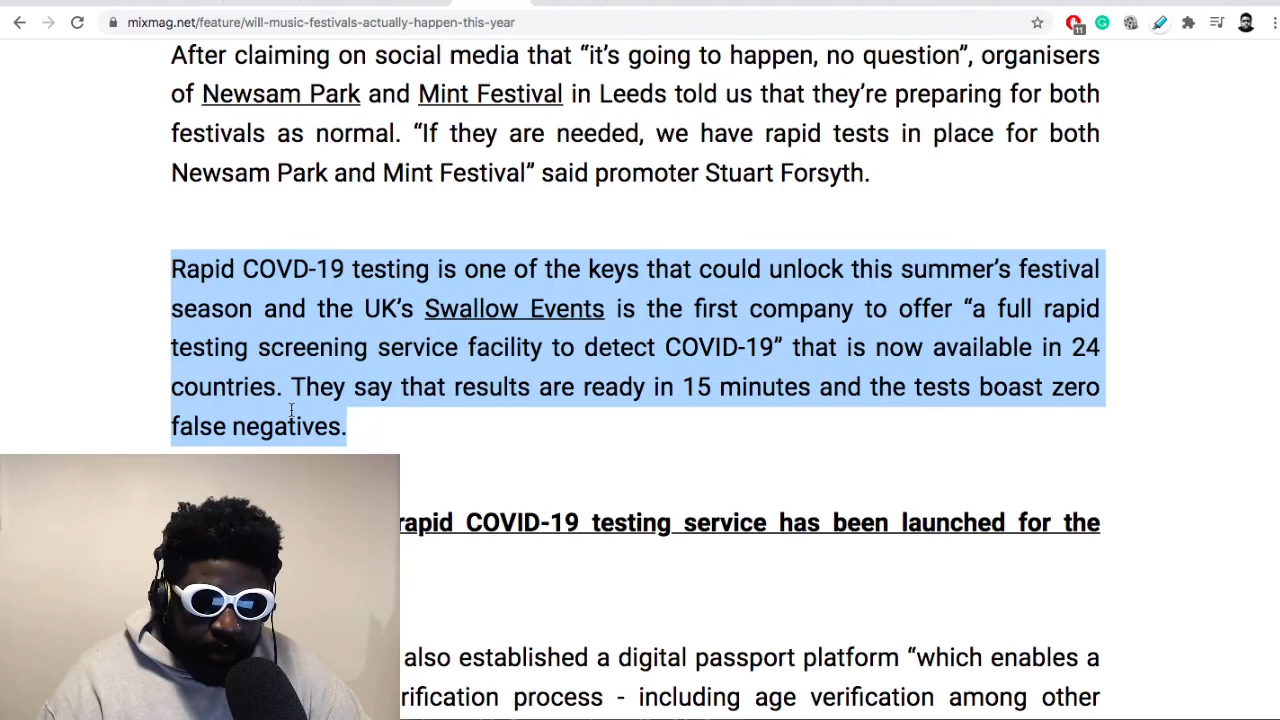 mixmag.net/feature/will-music-festivals-actually-happen-this-year
11
After claiming on social media that “it’s going to happen, no question”, organisers
of Newsam Park and Mint Festival in Leeds told us that they’re preparing for both
festivals as normal. “If they are needed, we have rapid tests in place for both
Newsam Park and Mint Festival” said promoter Stuart Forsyth.
Rapid COVD-19 testing is one of the keys that could unlock this summer’s festival
season and the UK’s Swallow Events is the first company to offer “a full rapid
testing screening service facility to detect COVID-19” that is now available in 24
countries. They say that results are ready in 15 minutes and the tests boast zero
false negatives.
rapid COVID-19 testing service has been launched for the
also established a digital passport platform “which enables a
rification process - including age verification among other